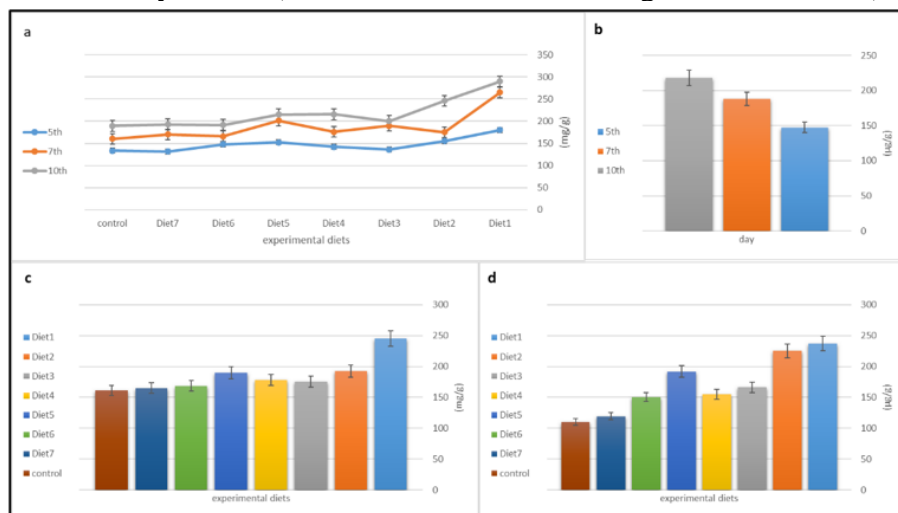 a
350
300
250
200
150
100
50
0
(mg/g)
5th
7th
10th
control Diet7 Diet6 Diet5 Diet4 Diet3 Diet2 Diet1
experimental diets
b
250
200
150
100
50
0
(µg/g)
5th
7th
10th
day
c
300
250
200
150
100
50
0
(mg/g)
Diet1
Diet2
Diet3
Diet4
Diet5
Diet6
Diet7
control
experimental diets
d
300
250
200
150
100
50
0
(µg/g)
Diet1
Diet2
Diet3
Diet4
Diet5
Diet6
Diet7
control
experimental diets